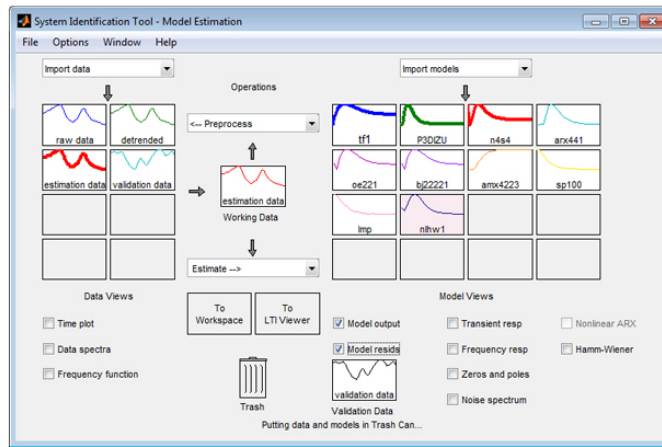 System Identification Tool - Model Estimation
File Options Window Help
Import data
Import models
Operations
<-- Preprocess
raw data
detrended
estimation data
validation data
estimation data
Working Data
tf1
P3DIZU
n4s4
arx441
oe221
bj22221
amx4223
sp100
Imp
nlhw1
Estimate -->
Data Views
Time plot
Data spectra
Frequency function
To
Workspace
To
LTI Viewer
Trash
Model Views
Model output
Transient resp
Nonlinear ARX
Model resids
Frequency resp
Hamm-Wiener
Zeros and poles
Noise spectrum
validation data
Validation Data
Putting data and models in Trash Can...